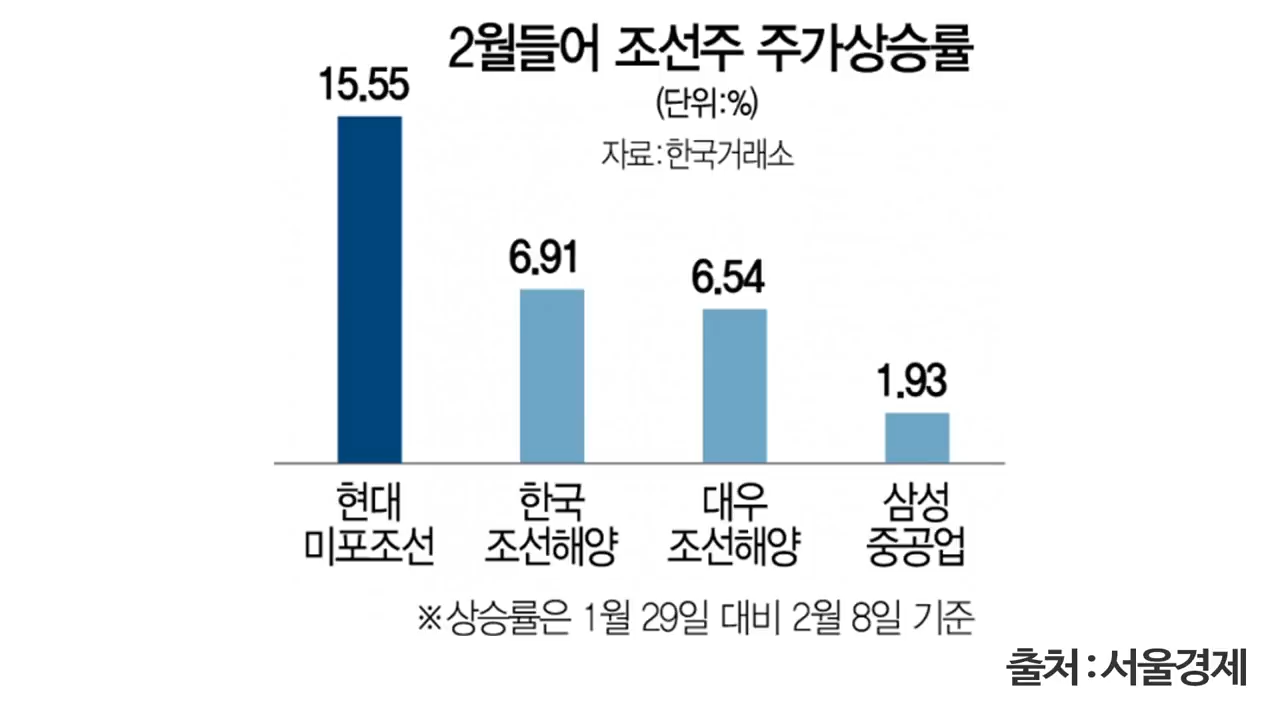 2월들어 조선주 주가상승률
(단위:%)
자료:한국거래소
15.55
6.91
6.54
1.93
현대
미포조선
한국
조선해양
대우
조선해양
삼성
중공업
※상승률은 1월 29일 대비 2월 8일 기준
출처:서울경제